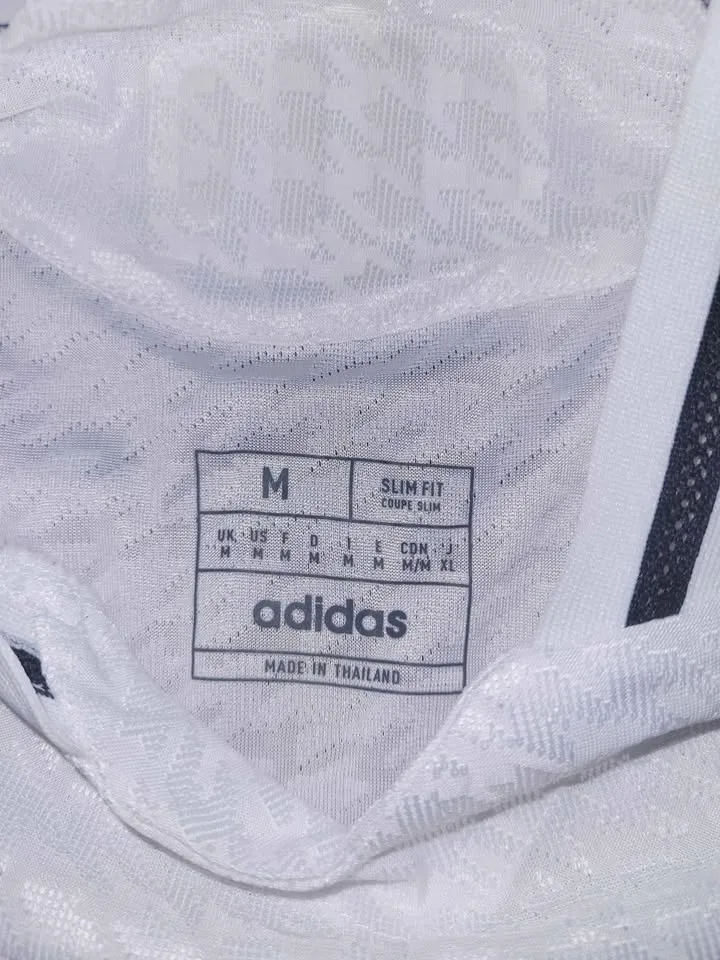 M
SLIM FIT
COUPE SLIM
UK US F D I E CDN J
M M M M M M M/M XL
adidas
MADE IN THAILAND